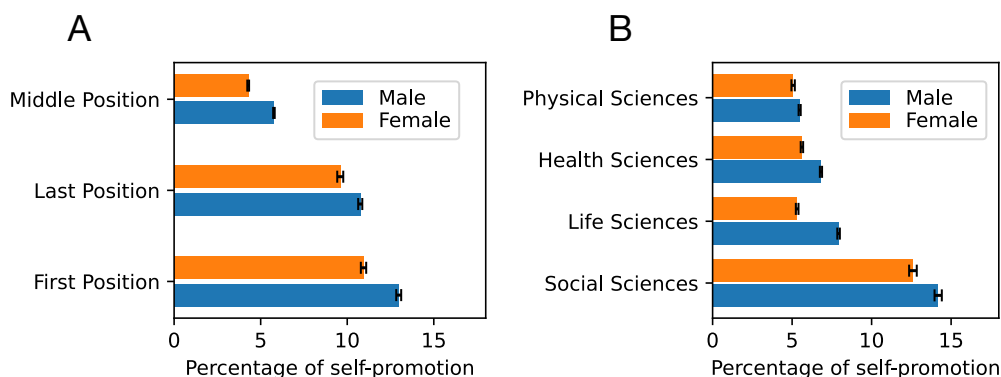 A
Middle Position
Last Position
First Position
Male
Female
0 5 10 15
Percentage of self-promotion
B
Physical Sciences
Health Sciences
Life Sciences
Social Sciences
Male
Female
0 5 10 15
Percentage of self-promotion